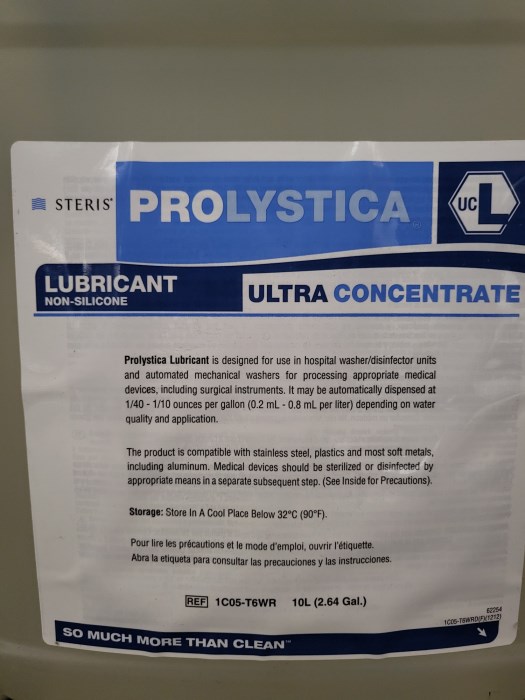 STERIS®
PROLYSTICA
UC L
LUBRICANT
NON-SILICONE
ULTRA CONCENTRATE
Prolystica Lubricant is designed for use in hospital washer/disinfector units
and automated mechanical washers for processing appropriate medical
devices, including surgical instruments. It may be automatically dispensed at
1/40 - 1/10 ounces per gallon (0.2 mL - 0.8 mL per liter) depending on water
quality and application.
The product is compatible with stainless steel, plastics and most soft metals,
including aluminum. Medical devices should be sterilized or disinfected by
appropriate means in a separate subsequent step. (See Inside for Precautions).
Storage: Store In A Cool Place Below 32°C (90°F).
Pour lire les précautions et le mode d'emploi, ouvrir l'étiquette.
Abra la etiqueta para consultar las precauciones y las instrucciones.
REF 1C05-T6WR 10L (2.64 Gal.)
62254
1C05-T6WRD(F)(1212)
SO MUCH MORE THAN CLEAN™